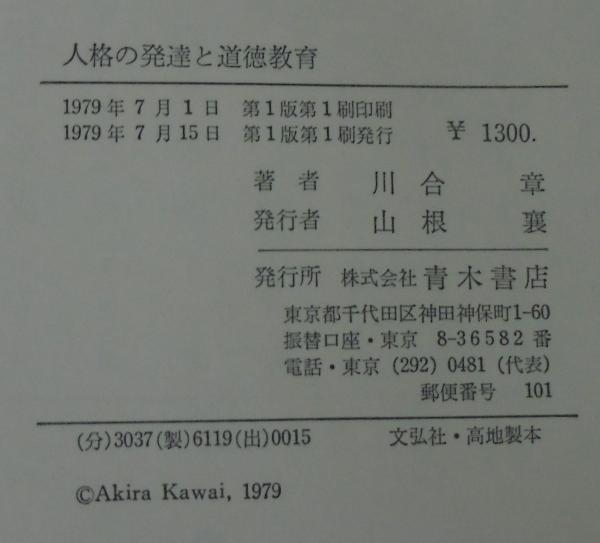 人格の発達と道徳教育
1979年 7 月 1 日 第1版第1刷印刷
1979年 7 月15日 第1版第1刷発行 ¥ 1300.
著 者 川 合 章
発行者 山 根 襄
発行所 株式会社 青木書店
東京都千代田区神田神保町1-60
振替口座・東京 8-36582 番
電話・東京 (292) 0481 (代表)
郵便番号 101
(分)3037(製)6119(出)0015 文弘社・高地製本
©Akira Kawai, 1979